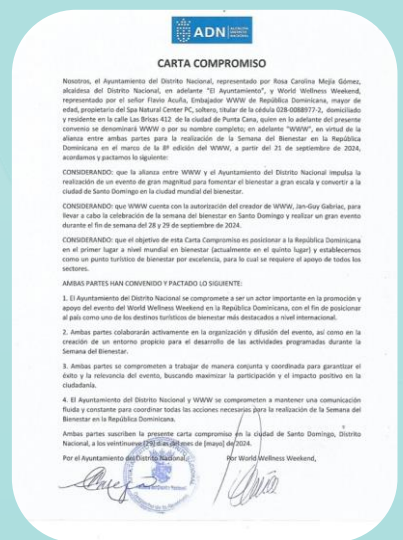 ADN
CARTA COMPROMISO
Nosotros, el Ayuntamiento del Distrito Nacional, representado por Rosa Carolina Mejía Gómez,
alcaldesa del Distrito Nacional, en adelante "El Ayuntamiento", y World Wellness Weekend,
representado por el señor Flavio Acuña, Embajador WWW de República Dominicana, mayor de
edad, propietario del Spa Natural Center PC, soltero, titular de la cédula 028-0088977-2, domiciliado
y residente en la calle Las Brisas 412 de la ciudad de Punta Cana, quien en lo adelante del presente
convenio se denominará WWW o por su nombre completo; en adelante "WWW", en virtud de la
alianza entre ambas partes para la realización de la Semana del Bienestar en la República
Dominicana en el marco de la 8ª edición del WWW, a partir del 21 de septiembre de 2024,
acordamos y pactamos lo siguiente:
CONSIDERANDO: que la alianza entre WWW y el Ayuntamiento del Distrito Nacional impulsa la
realización de un evento de gran magnitud para fomentar el bienestar a gran escala y convertir a la
ciudad de Santo Domingo en la ciudad mundial del bienestar.
CONSIDERANDO: que WWW cuenta con la autorización del creador de WWW, Jan-Guy Gabriac, para
llevar a cabo la celebración de la semana del bienestar en Santo Domingo y realizar un gran evento
durante el fin de semana del 28 y 29 de septiembre de 2024.
CONSIDERANDO: que el objetivo de esta Carta Compromiso es posicionar a la República Dominicana
en el primer lugar a nivel mundial en bienestar (actualmente en el quinto lugar) y establecernos
como un punto turístico de bienestar por excelencia, para lo cual se requiere el apoyo de todos los
sectores.
AMBAS PARTES HAN CONVENIDO Y PACTADO LO SIGUIENTE:
1. El Ayuntamiento del Distrito Nacional se compromete a ser un actor importante en la promoción y
apoyo del evento del World Wellness Weekend en la República Dominicana, con el fin de posicionar
al país como uno de los destinos turísticos de bienestar más destacados a nivel internacional.
2. Ambas partes colaborarán activamente en la organización y difusión del evento, así como en la
creación de un entorno propicio para el desarrollo de las actividades programadas durante la
Semana del Bienestar.
3. Ambas partes se comprometen a trabajar de manera conjunta y coordinada para garantizar el
éxito y la relevancia del evento, buscando maximizar la participación y el impacto positivo en la
ciudadanía.
4. El Ayuntamiento del Distrito Nacional y WWW se comprometen a mantener una comunicación
fluida y constante para coordinar todas las acciones necesarias para la realización de la Semana del
Bienestar en la República Dominicana.
Ambas partes suscriben la presente carta compromiso en la ciudad de Santo Domingo, Distrito
Nacional, a los veintinueve (29) días del mes de [mayo] de 2024.
Por el Ayuntamiento del Distrito Nacional, Por World Wellness Weekend,